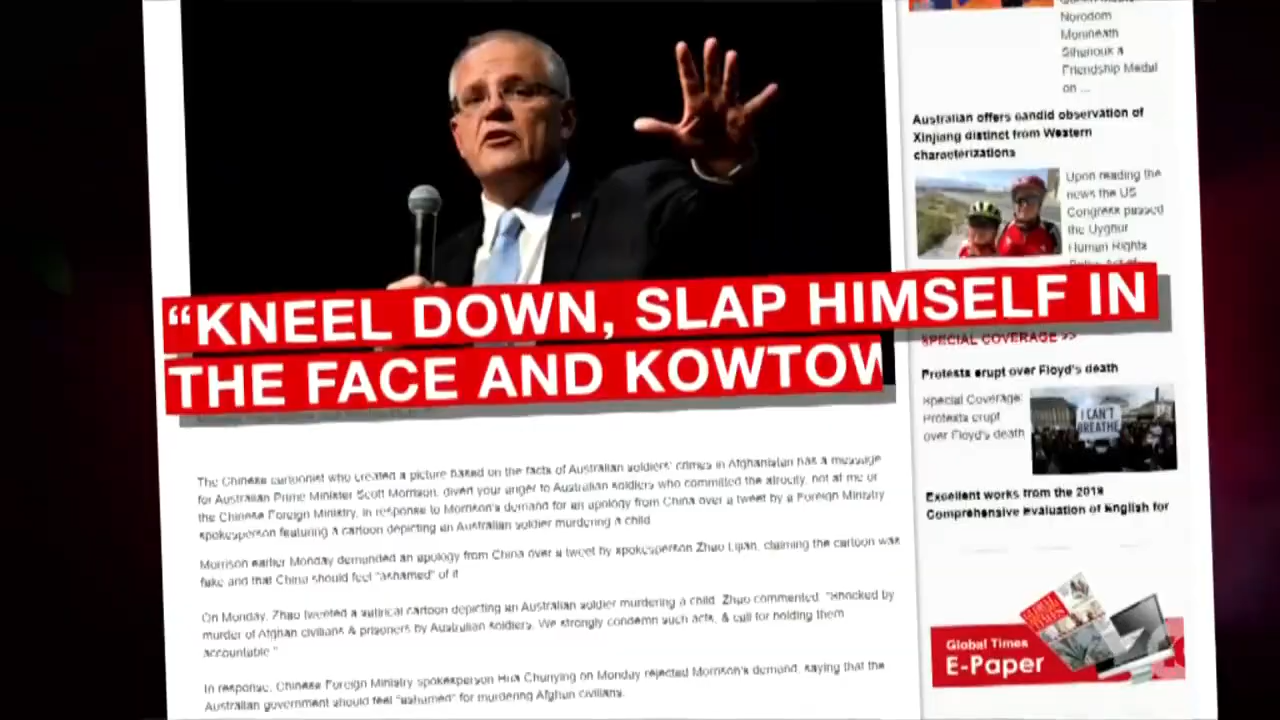 Norodom
Monineath
Sihanouk a
Friendship Medal
on ...
Australian offers candid observation of
Xinjiang distinct from Western
characterizations
Upon reading the
news the US
Congress passed
the Uyghur
Human Rights
“KNEEL DOWN, SLAP HIMSELF IN
THE FACE AND KOWTOW
SPECIAL COVERAGE >>
Protests erupt over Floyd's death
Special Coverage:
Protests erupt
over Floyd's death
I CAN'T
BREATHE
Excellent works from the 2019
Comprehensive Evaluation of English for
The Chinese cartoonist who created a picture based on the facts of Australian soldiers' crimes in Afghanistan has a message
for Australian Prime Minister Scott Morrison, divert your anger to Australian soldiers who committed the atrocity, not at me or
the Chinese Foreign Ministry, in response to Morrison's demand for an apology from China over a tweet by a Foreign Ministry
spokesperson featuring a cartoon depicting an Australian soldier murdering a child.
Morrison earlier Monday demanded an apology from China over a tweet by spokesperson Zhao Lijian, claiming the cartoon was
fake and that China should feel "ashamed" of it.
On Monday, Zhao tweeted a satirical cartoon depicting an Australian soldier murdering a child. Zhao commented, "Shocked by
murder of Afghan civilians & prisoners by Australian soldiers. We strongly condemn such acts, & call for holding them
accountable."
In response, Chinese Foreign Ministry spokesperson Hua Chunying on Monday rejected Morrison's demand, saying that the
Australian government should feel "ashamed" for murdering Afghan civilians.
Global Times
E-Paper